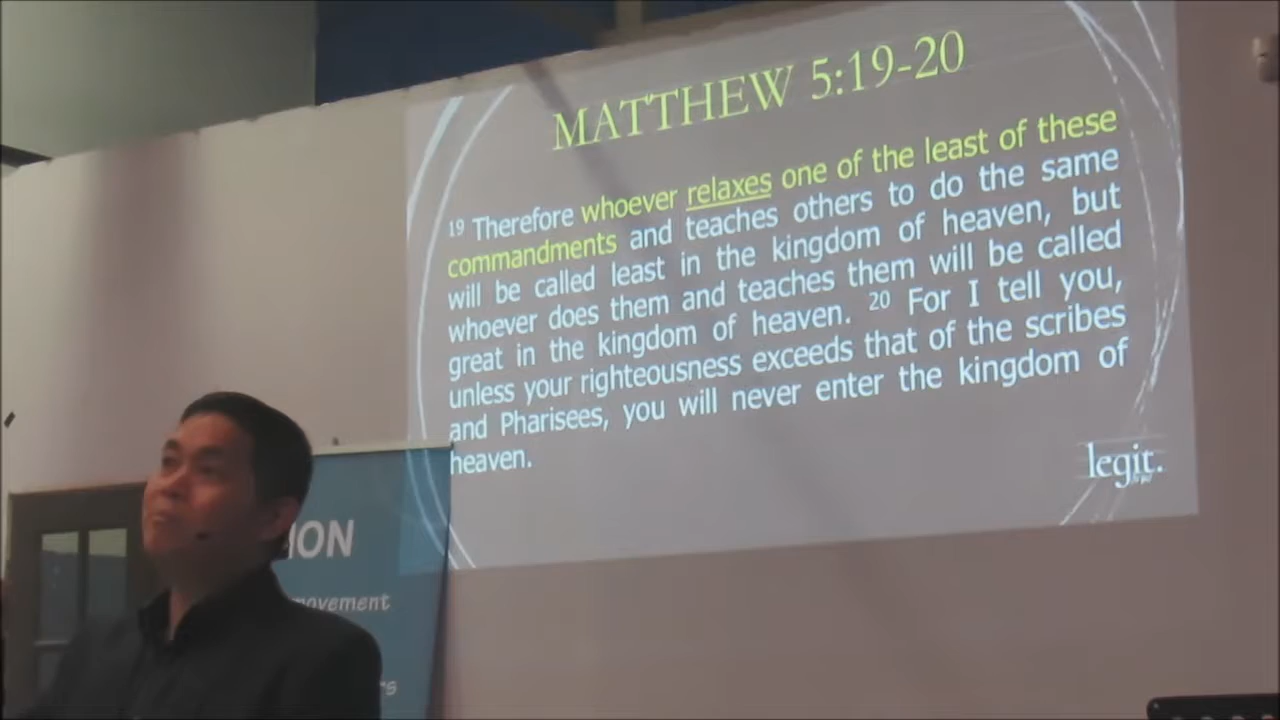 MATTHEW 5:19-20
19 Therefore whoever relaxes one of the least of these
commandments and teaches others to do the same
will be called least in the kingdom of heaven, but
whoever does them and teaches them will be called
great in the kingdom of heaven. 20 For I tell you,
unless your righteousness exceeds that of the scribes
and Pharisees, you will never enter the kingdom of
heaven.
legit.
ION
movement
rs